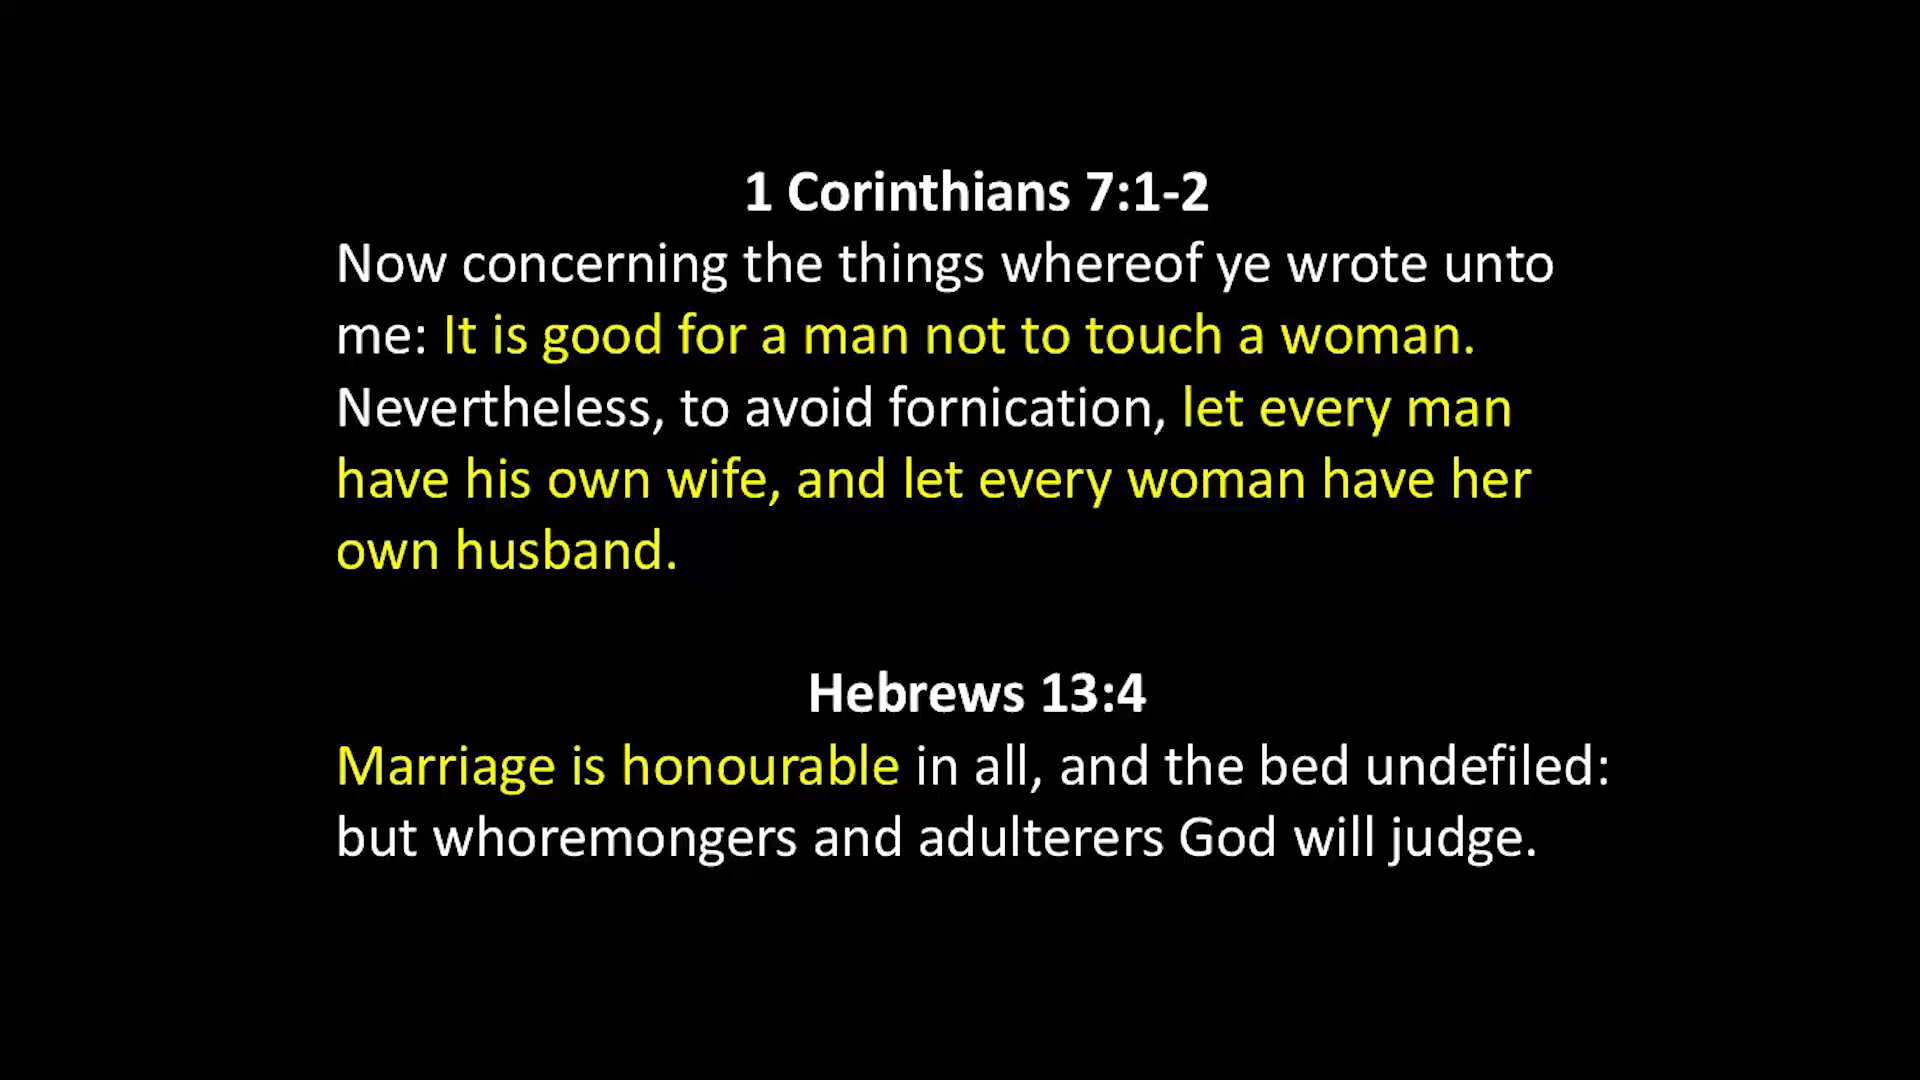 1 Corinthians 7:1-2
Now concerning the things whereof ye wrote unto
me: It is good for a man not to touch a woman.
Nevertheless, to avoid fornication, let every man
have his own wife, and let every woman have her
own husband.
Hebrews 13:4
Marriage is honourable in all, and the bed undefiled:
but whoremongers and adulterers God will judge.